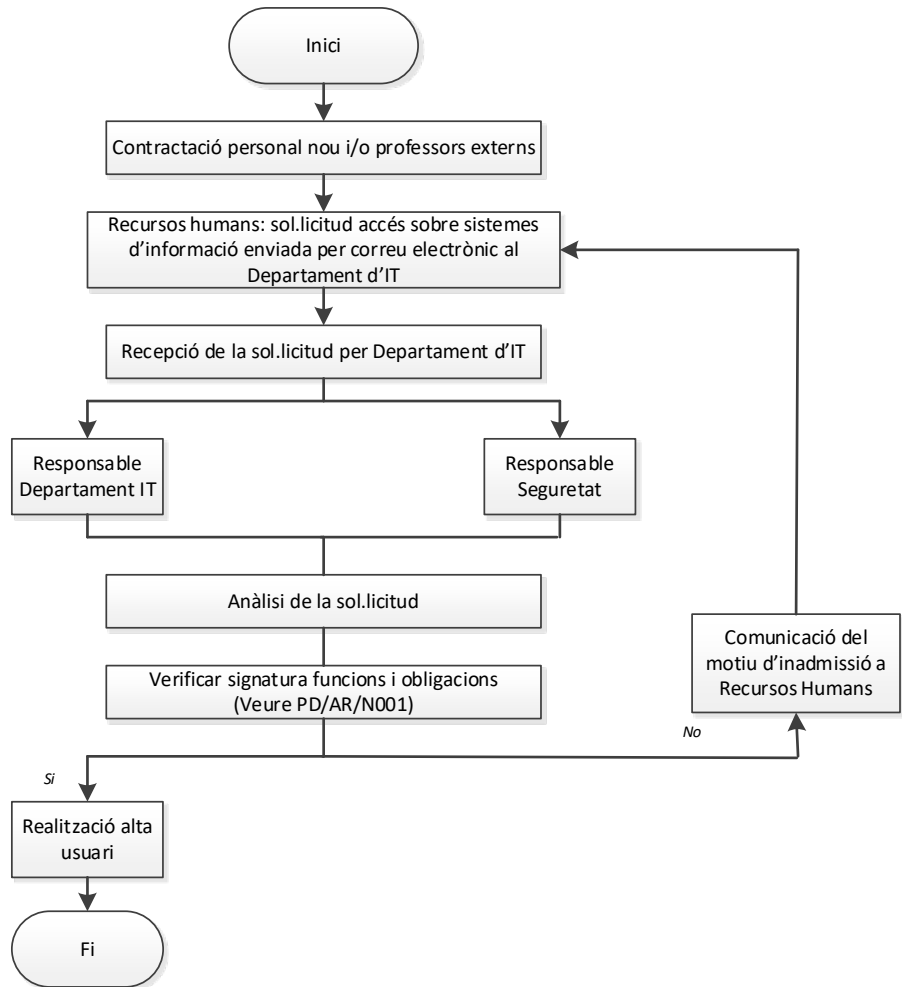 Inici
Contractació personal nou i/o professors externs
Recursos humans: sol.licitud accés sobre sistemes
d'informació enviada per correu electrònic al
Departament d'IT
Recepció de la sol.licitud per Departament d'IT
Responsable
Departament IT
Responsable
Seguretat
Anàlisi de la sol.licitud
Verificar signatura funcions i obligacions
(Veure PD/AR/N001)
Comunicació del
motiu d'inadmissió a
Recursos Humans
No
Si
Realització alta
usuari
Fi